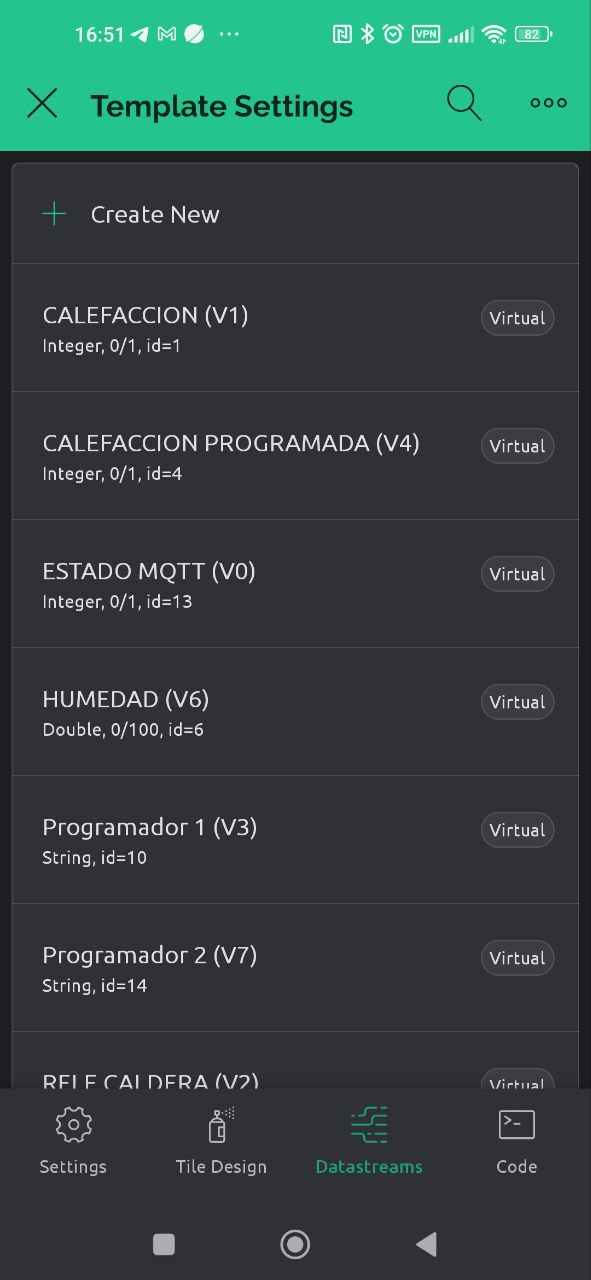 16:51
VPN
82
Template Settings
Create New
CALEFACCION (V1)
Virtual
Integer, 0/1, id=1
CALEFACCION PROGRAMADA (V4)
Virtual
Integer, 0/1, id=4
ESTADO MQTT (V0)
Virtual
Integer, 0/1, id=13
HUMEDAD (V6)
Virtual
Double, 0/100, id=6
Programador 1 (V3)
Virtual
String, id=10
Programador 2 (V7)
Virtual
String, id=14
RELE CALDERA (V2)
Virtual
Settings
Tile Design
Datastreams
Code